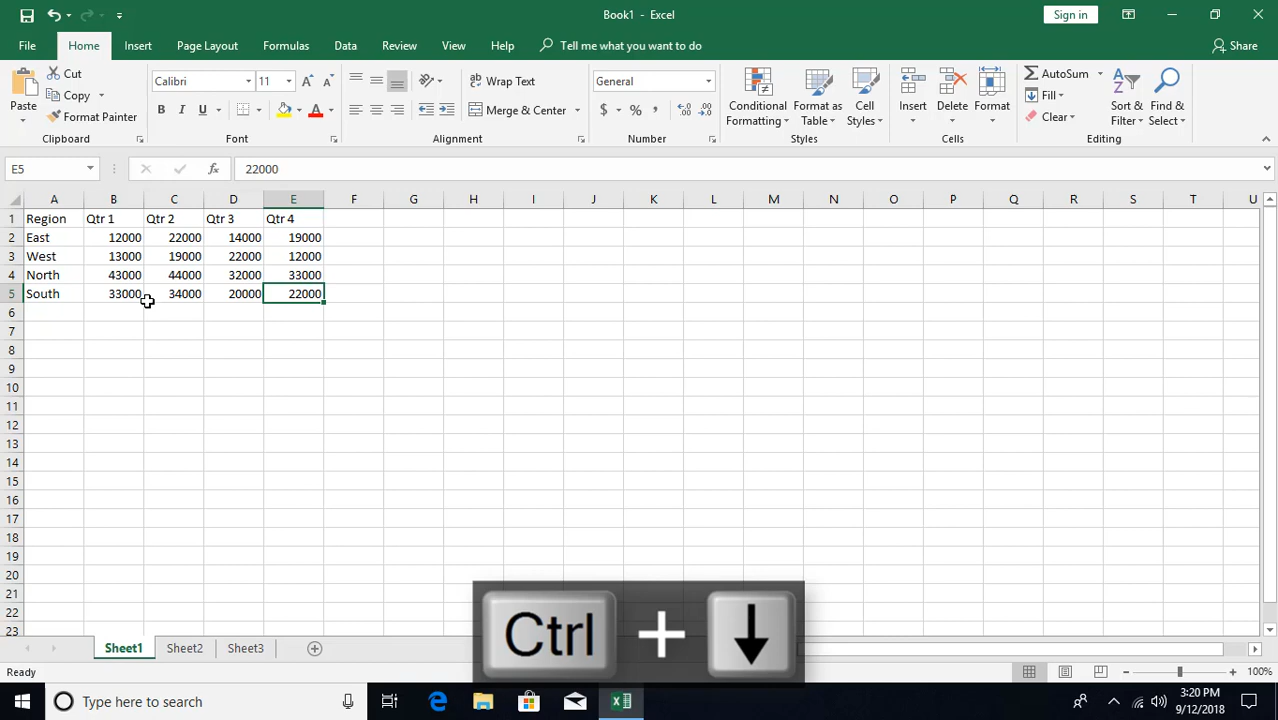 Book1 - Excel
Sign in
File Home Insert Page Layout Formulas Data Review View Help Tell me what you want to do Share
Paste
Cut
Copy
Format Painter
Clipboard
Calibri 11
B I U A
Font
Wrap Text
Merge & Center
Alignment
General
$ % ,
Number
Conditional Formatting
Format as Table
Cell Styles
Styles
Insert Delete Format
Cells
AutoSum
Fill
Clear
Sort & Filter
Find & Select
Editing
E5 fx 22000
A B C D E F G H I J K L M N O P Q R S T U
1 Region Qtr 1 Qtr 2 Qtr 3 Qtr 4
2 East 12000 22000 14000 19000
3 West 13000 19000 22000 12000
4 North 43000 44000 32000 33000
5 South 33000 34000 20000 22000
6
7
8
9
10
11
12
13
14
15
16
17
18
19
20
21
22
23
Ctrl + ↓
Sheet1 Sheet2 Sheet3
Ready 100%
Type here to search
3:20 PM
9/12/2018